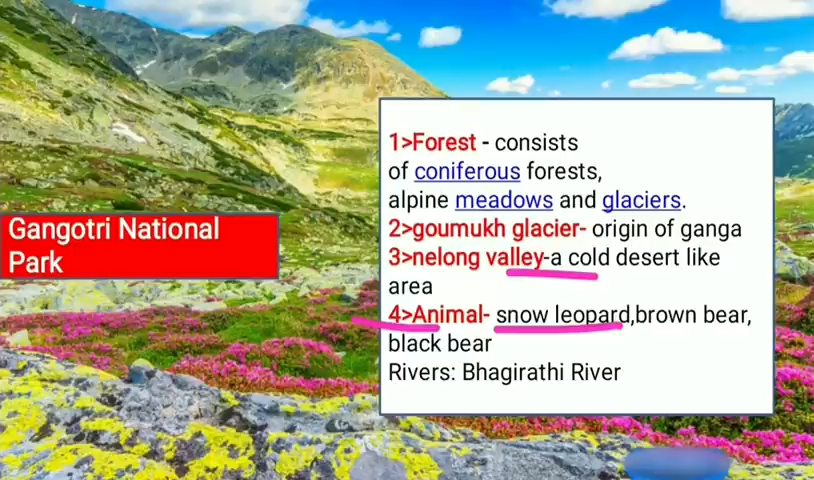 Gangotri National
Park
1>Forest - consists
of coniferous forests,
alpine meadows and glaciers.
2>goumukh glacier- origin of ganga
3>nelong valley-a cold desert like
area
4>Animal- snow leopard,brown bear,
black bear
Rivers: Bhagirathi River